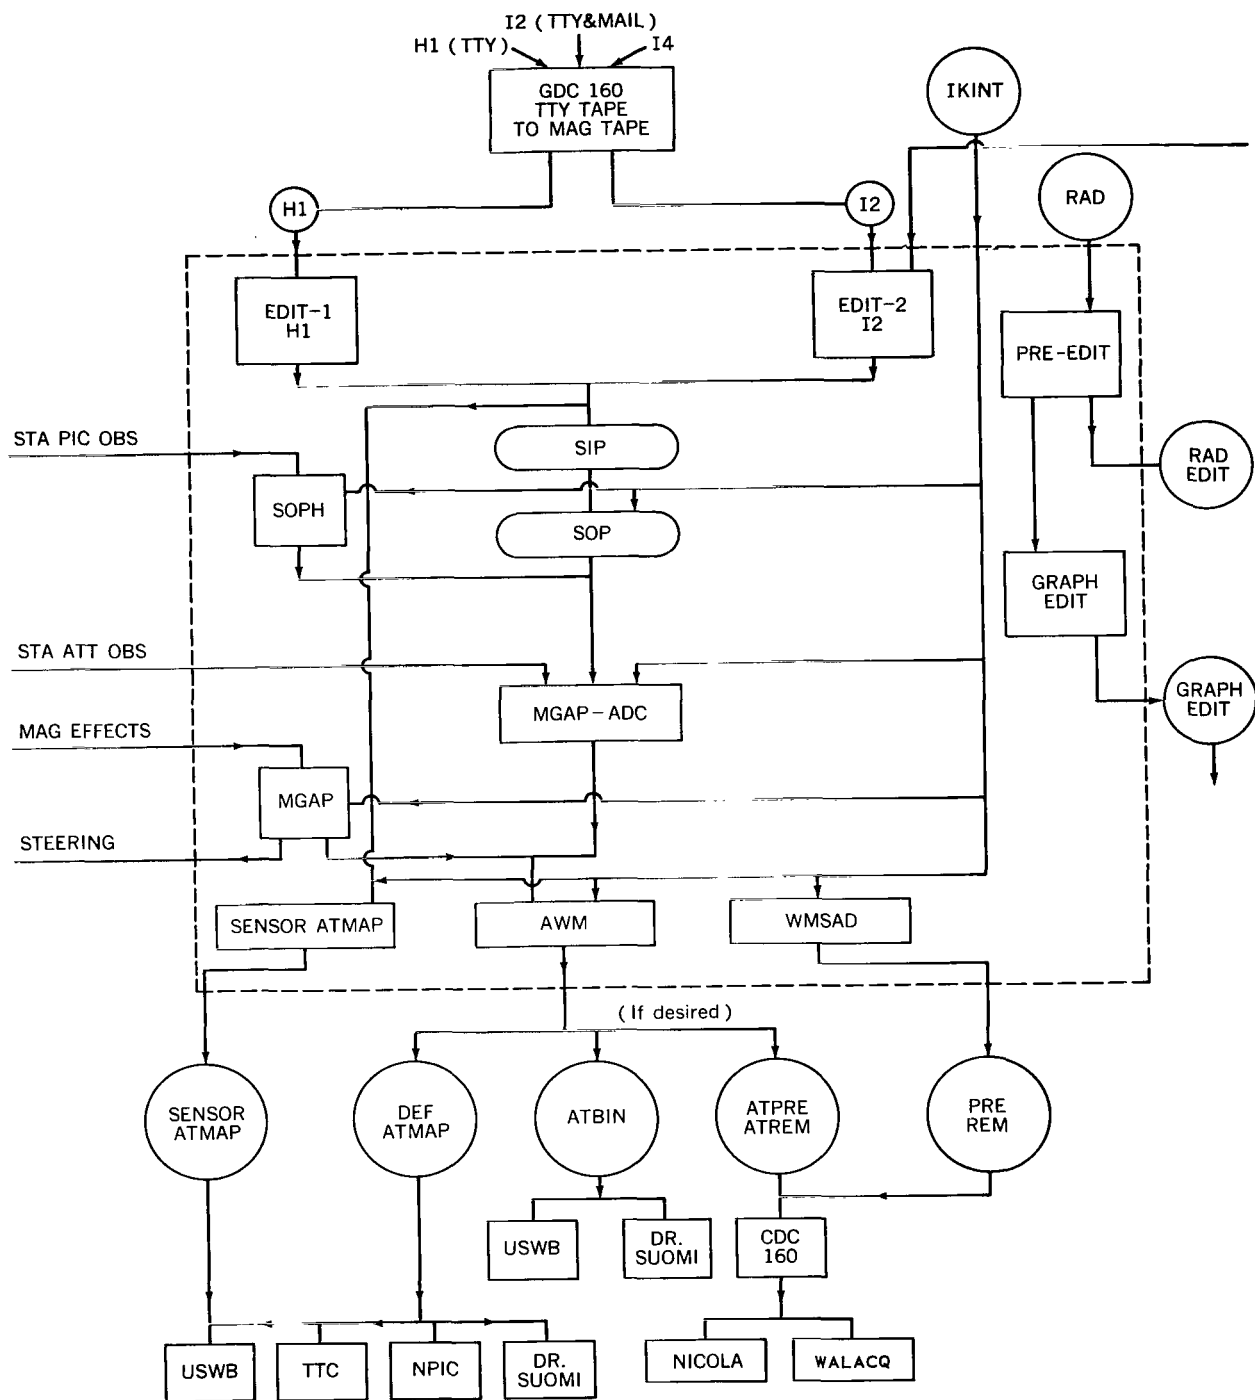 I2 (TTY&MAIL)
H1 (TTY)
I4
GDC 160
TTY TAPE
TO MAG TAPE
IKINT
RAD
H1
I2
EDIT-1
H1
EDIT-2
I2
PRE-EDIT
STA PIC OBS
SIP
RAD
EDIT
SOPH
SOP
GRAPH
EDIT
STA ATT OBS
MGAP-ADC
GRAPH
EDIT
MAG EFFECTS
MGAP
STEERING
SENSOR ATMAP
AWM
WMSAD
(If desired)
SENSOR
ATMAP
DEF
ATMAP
ATBIN
ATPRE
ATREM
PRE
REM
USWB
DR.
SUOMI
CDC
160
USWB
TTC
NPIC
DR.
SUOMI
NICOLA
WALACQ